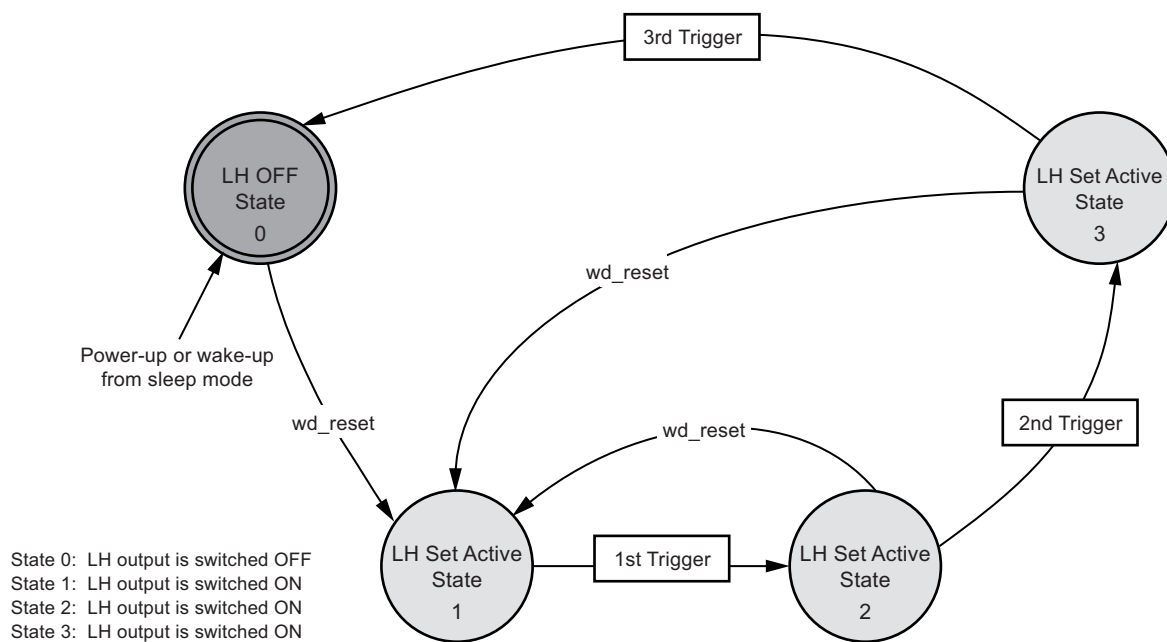 3rd Trigger
LH OFF
State
0
LH Set Active
State
3
wd_reset
Power-up or wake-up
from sleep mode
wd_reset
wd_reset
2nd Trigger
LH Set Active
State
1
1st Trigger
LH Set Active
State
2
State 0: LH output is switched OFF
State 1: LH output is switched ON
State 2: LH output is switched ON
State 3: LH output is switched ON